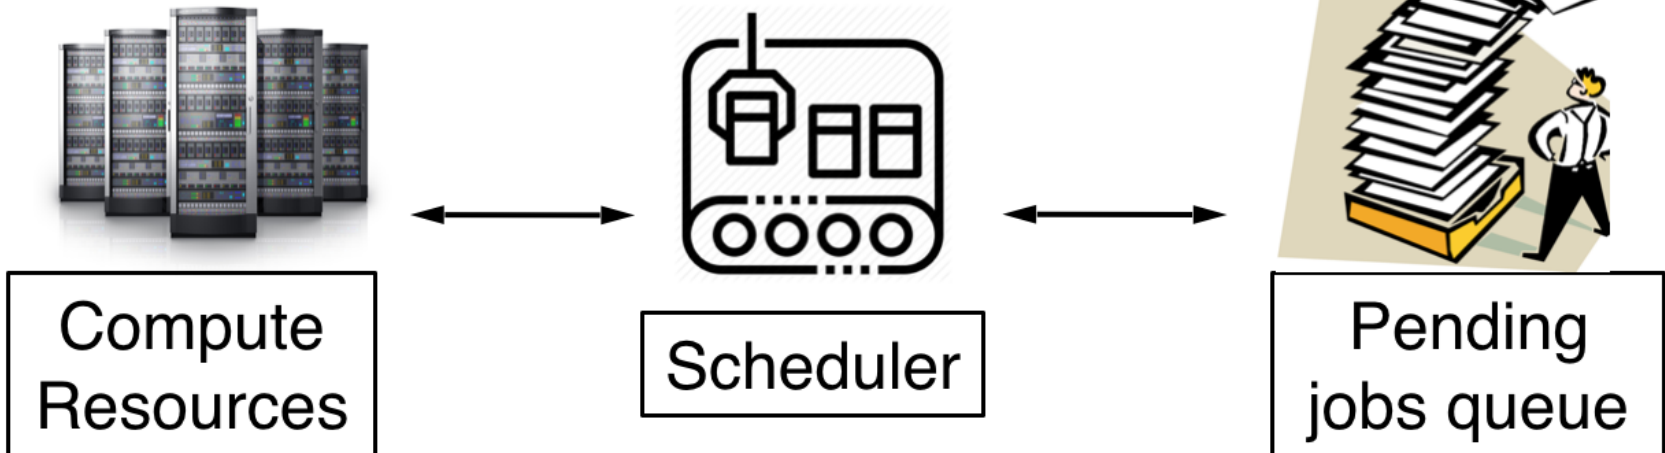 Compute
Resources
Scheduler
Pending
jobs queue